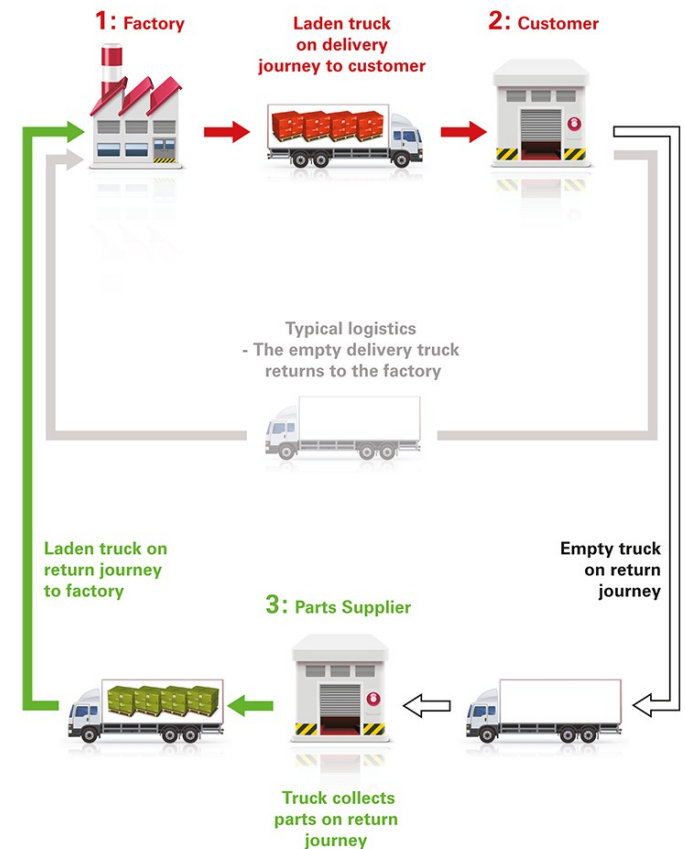 1: Factory
Laden truck
on delivery
journey to customer
2: Customer
Typical logistics
- The empty delivery truck
returns to the factory
Laden truck on
return journey
to factory
Empty truck
on return
journey
3: Parts Supplier
Truck collects
parts on return
journey